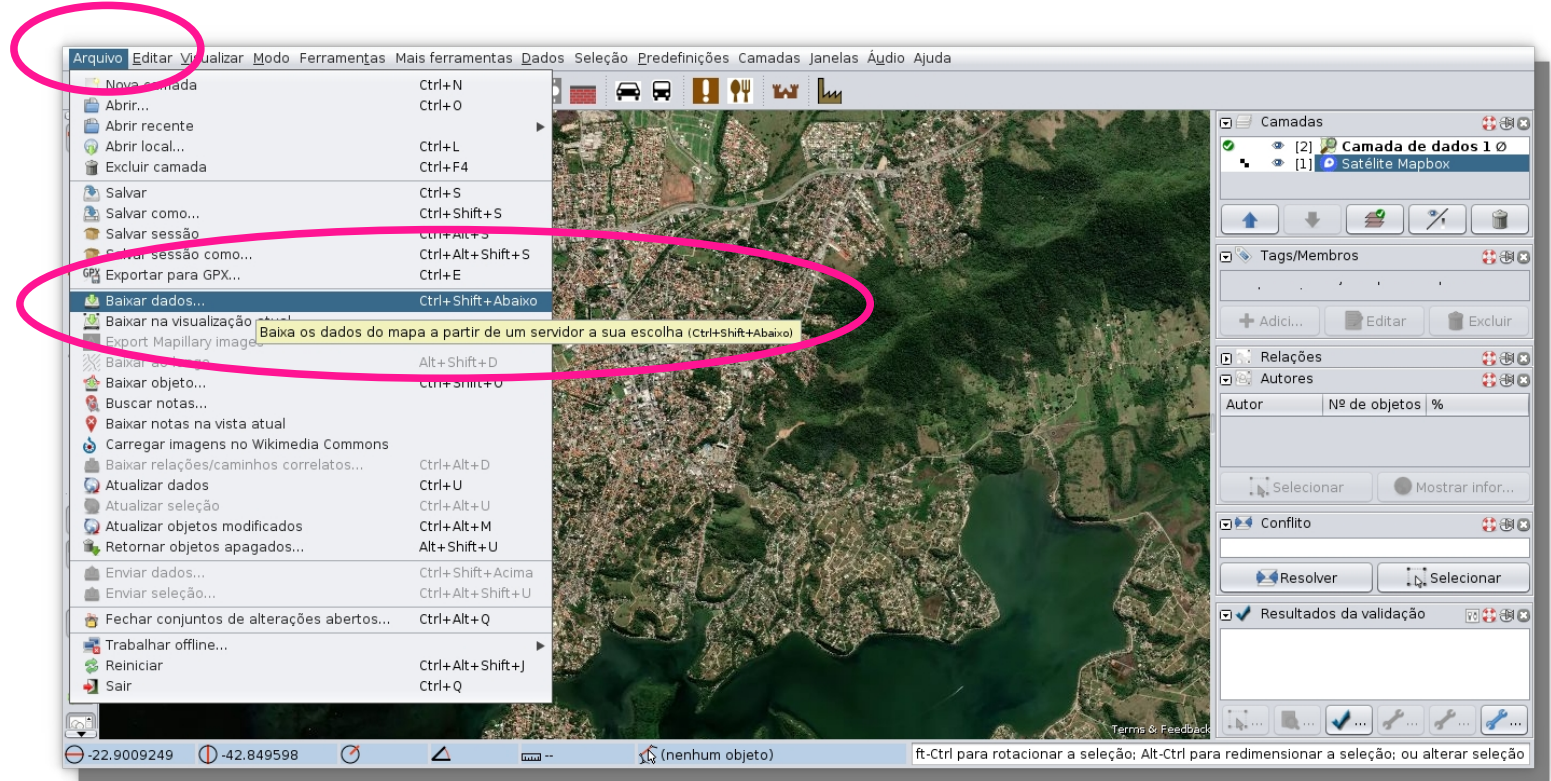 Arquivo Editar Visualizar Modo Ferramentas Mais ferramentas Dados Seleção Predefinições Camadas Janelas Áudio Ajuda
Nova camada Ctrl+N
Abrir... Ctrl+O
Abrir recente
Abrir local... Ctrl+L
Excluir camada Ctrl+F4
Salvar Ctrl+S
Salvar como... Ctrl+Shift+S
Salvar sessão Ctrl+Alt+S
Salvar sessão como... Ctrl+Alt+Shift+S
GPX Exportar para GPX... Ctrl+E
Baixar dados... Ctrl+Shift+Abaixo
Baixar na visualização atual
Baixa os dados do mapa a partir de um servidor a sua escolha (Ctrl+Shift+Abaixo)
Export Mapillary images
Baixar ao longo... Alt+Shift+D
Baixar objeto... Ctrl+Shift+O
Buscar notas...
Baixar notas na vista atual
Carregar imagens no Wikimedia Commons
Baixar relações/caminhos correlatos... Ctrl+Alt+D
Atualizar dados Ctrl+U
Atualizar seleção Ctrl+Alt+U
Atualizar objetos modificados Ctrl+Alt+M
Retornar objetos apagados... Alt+Shift+U
Enviar dados... Ctrl+Shift+Acima
Enviar seleção... Ctrl+Alt+Shift+U
Fechar conjuntos de alterações abertos... Ctrl+Alt+Q
Trabalhar offline...
Reiniciar Ctrl+Alt+Shift+J
Sair Ctrl+Q
Camadas
[2] Camada de dados 1 ∅
[1] Satélite Mapbox
Tags/Membros
Adici... Editar Excluir
Relações
Autores
Autor Nº de objetos %
Selecionar Mostrar infor...
Conflito
Resolver Selecionar
Resultados da validação
... ... ... ... ... ...
Terms & Feedback
-22.9009249 -42.849598 -- (nenhum objeto) ft-Ctrl para rotacionar a seleção; Alt-Ctrl para redimensionar a seleção; ou alterar seleção